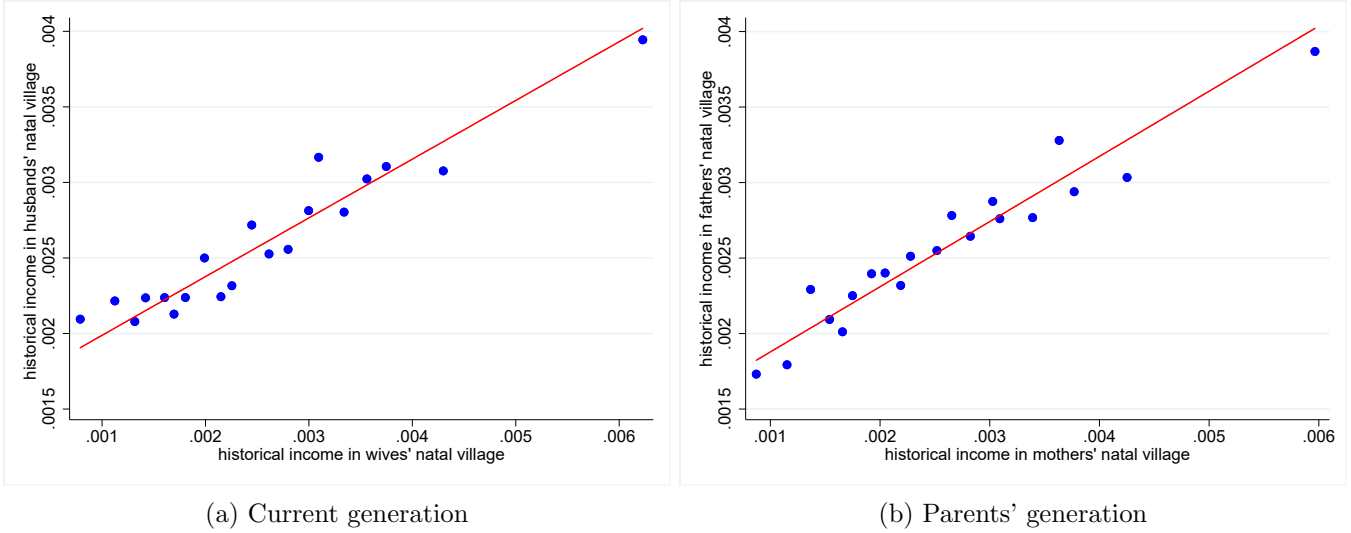 historical income in husbands' natal village
.004
.0035
.003
.0025
.002
.0015
.001 .002 .003 .004 .005 .006
historical income in wives' natal village
(a) Current generation
historical income in fathers' natal village
.004
.0035
.003
.0025
.002
.0015
.001 .002 .003 .004 .005 .006
historical income in mothers' natal village
(b) Parents' generation